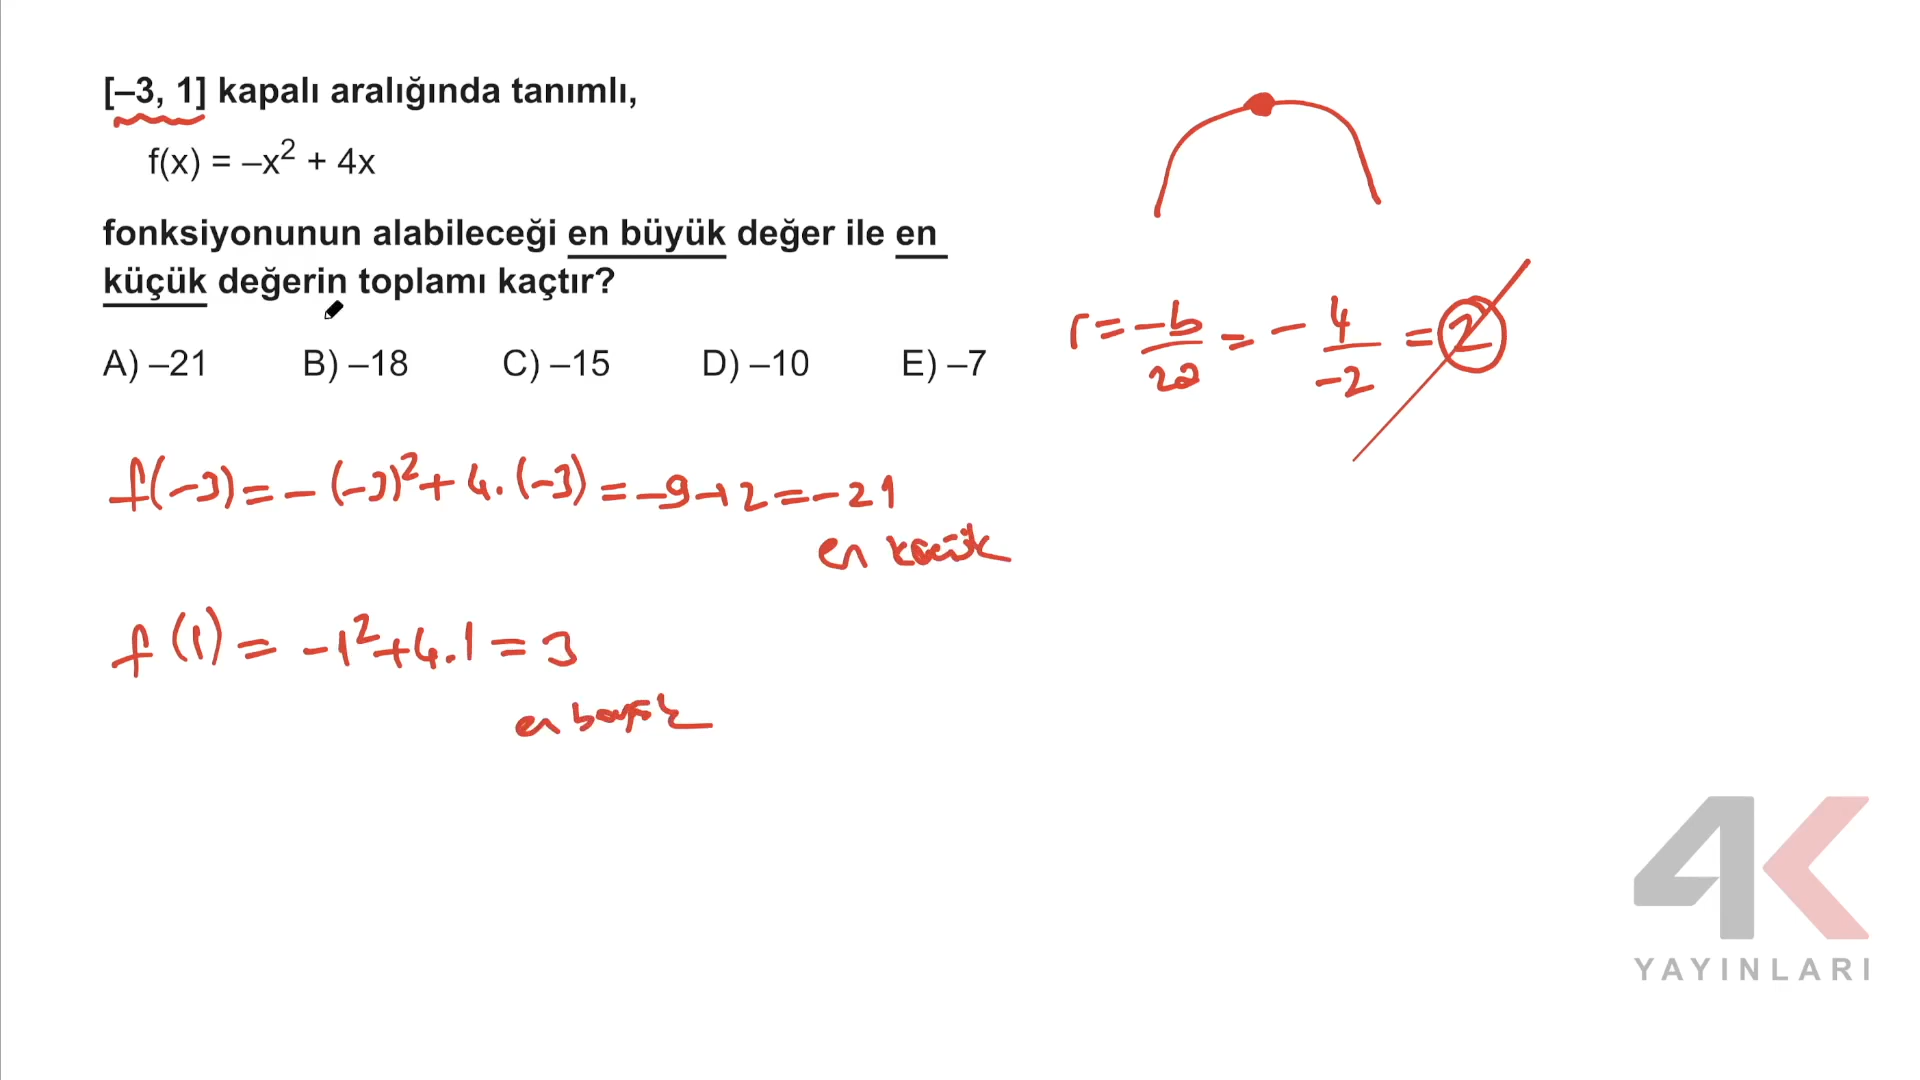 [–3, 1] kapalı aralığında tanımlı,
f(x) = –x² + 4x
fonksiyonunun alabileceği en büyük değer ile en
küçük değerin toplamı kaçtır?
A) –21 B) –18 C) –15 D) –10 E) –7
r = -b/2a = - 4/-2 = 2
f(-3) = -(-3)² + 4.(-3) = -9-12 = -21
en küçük
f(1) = -1² + 4.1 = 3
en büyük
4K
YAYINLARI